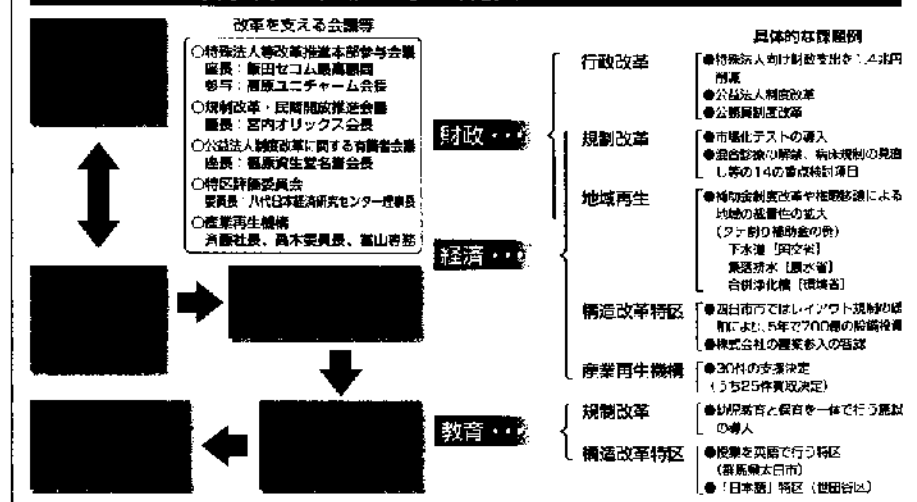 改革を支える会議等
○特殊法人等改革推進本部参与会議
座長：飯田セコム最高顧問
参与：高原ユニチャーム会長
○規制改革・民間開放推進会議
議長：宮内オリックス会長
○公益法人制度改革に関する有識者会議
座長：福原資生堂名誉会長
○特区評価委員会
委員長：八代日本経済研究センター理事長
○産業再生機構
斉藤社長、高木委員長、冨山専務
財政・・・
経済・・・
教育・・・
具体的な課題例
行政改革
●特殊法人向け財政支出を1.4兆円
削減
●公益法人制度改革
●公務員制度改革
規制改革
●市場化テストの導入
●混合診療の解禁、病床規制の見直
し等の14の重点検討項目
地域再生
●補助金制度改革や権限移譲による
地域の裁量性の拡大
(タテ割り補助金の例)
下水道［国交省］
集落排水［農水省］
合併浄化槽［環境省］
構造改革特区
●四日市市ではレイアウト規制の緩
和により、5年で700億の設備投資
●株式会社の農業参入の容認
産業再生機構
●30件の支援決定
(うち25件買取決定)
規制改革
●幼児教育と保育を一体で行う施設
の導入
構造改革特区
●授業を英語で行う特区
(群馬県太田市)
●「日本語」特区（世田谷区）